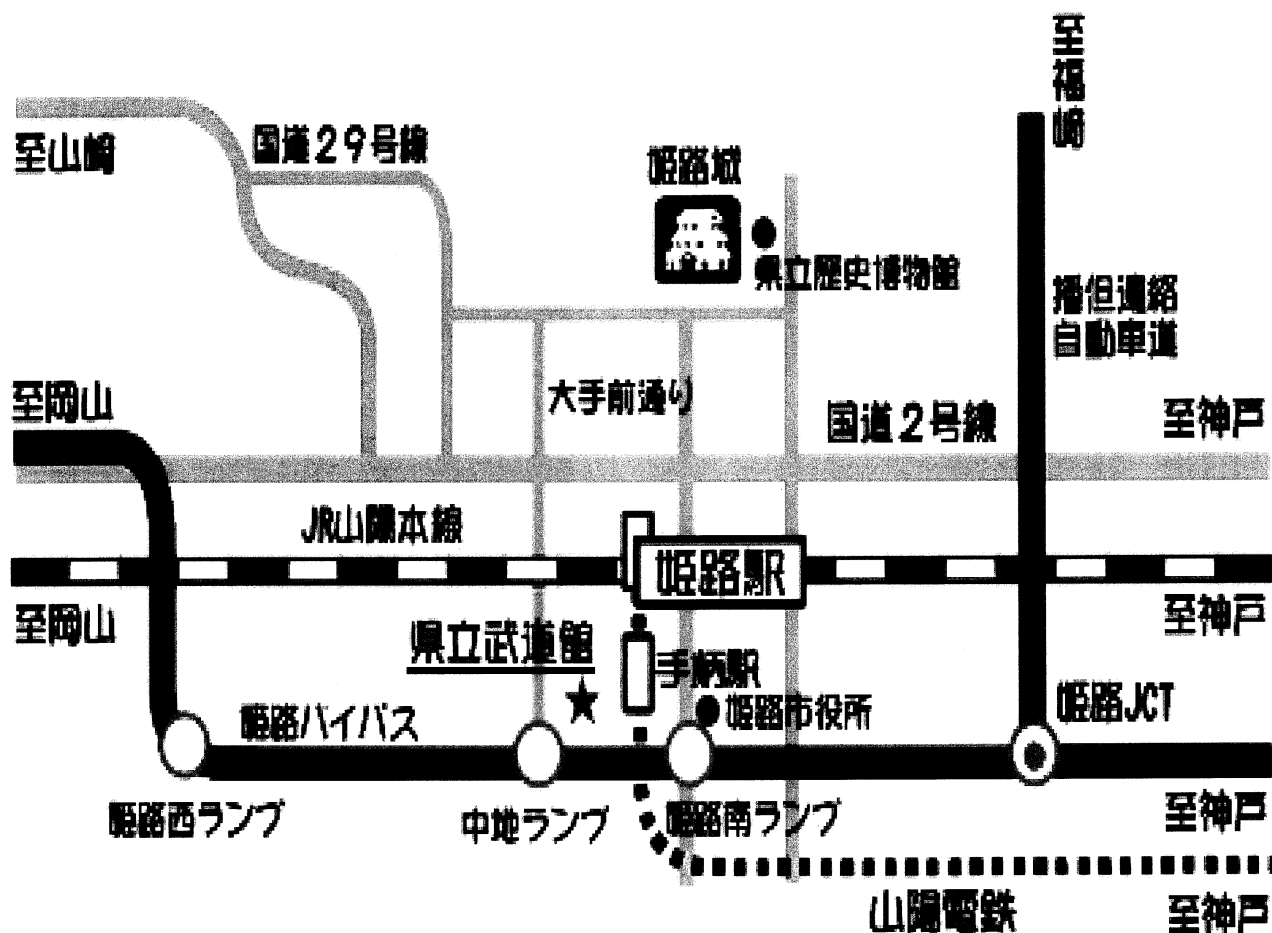 至福崎
至山崎
国道29号線
姫路城
県立歴史博物館
播但連絡
自動車道
至岡山
大手前通り
国道2号線
至神戸
JR山陽本線
姫路駅
至岡山
至神戸
県立武道館
手柄駅
姫路市役所
姫路JCT
姫路バイパス
姫路西ランプ
中地ランプ
姫路南ランプ
至神戸
山陽電鉄
至神戸